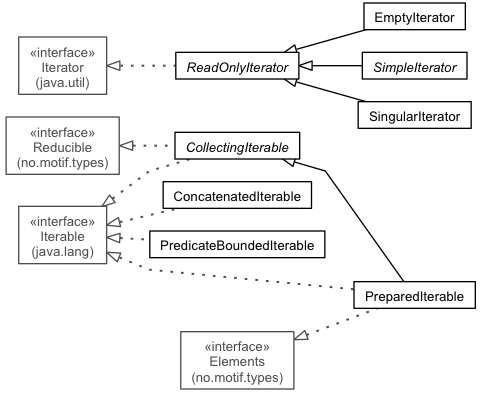 EmptyIterator
«interface»
Iterator
(java.util)
ReadOnlyIterator
SimpleIterator
SingularIterator
«interface»
Reducible
(no.motif.types)
CollectingIterable
ConcatenatedIterable
«interface»
Iterable
(java.lang)
PredicateBoundedIterable
PreparedIterable
«interface»
Elements
(no.motif.types)